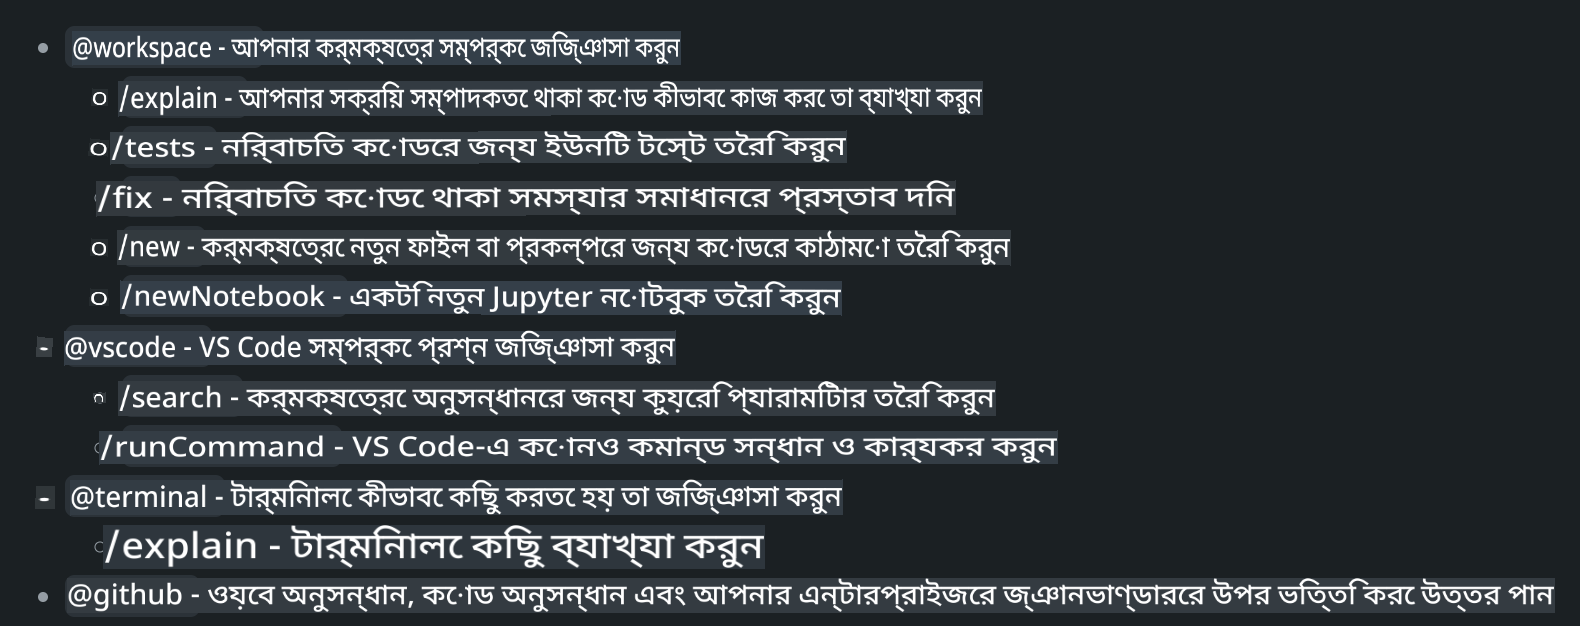 @workspace - আপনার কর্মক্ষেত্র সম্পর্কে জিজ্ঞাসা করুন
/explain - আপনার সক্রিয় সম্পাদকতে থাকা কোড কীভাবে কাজ করে তা ব্যাখ্যা করুন
/tests - নির্বাচিত কোডের জন্য ইউনিট টেস্ট তৈরি করুন
/fix - নির্বাচিত কোডে থাকা সমস্যার সমাধানের প্রস্তাব দিন
/new - কর্মক্ষেত্রে নতুন ফাইল বা প্রকল্পের জন্য কোডের কাঠামো তৈরি করুন
/newNotebook - একটি নতুন Jupyter নোটবুক তৈরি করুন
- @vscode - VS Code সম্পর্কে প্রশ্ন জিজ্ঞাসা করুন
/search - কর্মক্ষেত্রে অনুসন্ধানের জন্য কুয়েরি প্যারামিটার তৈরি করুন
/runCommand - VS Code-এ কোনও কমান্ড সন্ধান ও কার্যকর করুন
- @terminal - টার্মিনালে কীভাবে কিছু করতে হয় তা জিজ্ঞাসা করুন
/explain - টার্মিনালে কিছু ব্যাখ্যা করুন
@github - ওয়েব অনুসন্ধান, কোড অনুসন্ধান এবং আপনার এন্টারপ্রাইজের জ্ঞানভাণ্ডারের উপর ভিত্তি করে উত্তর পান